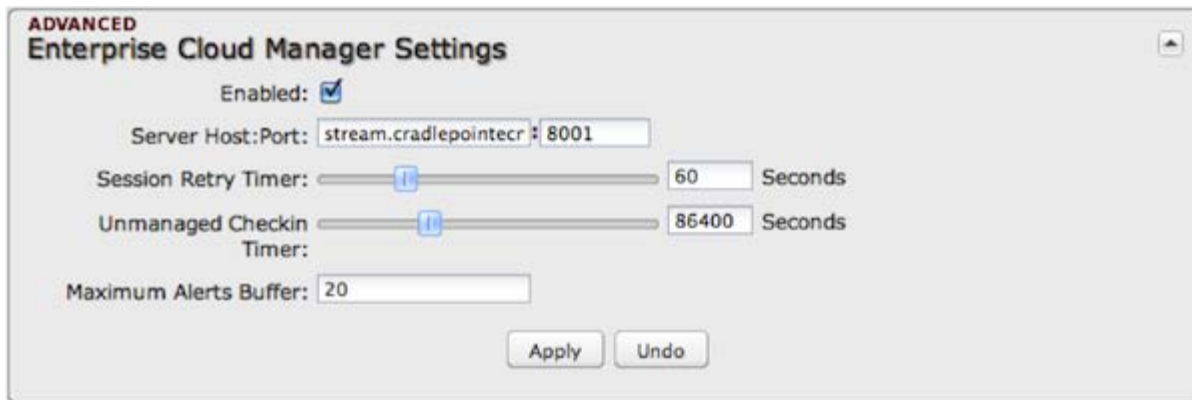 ADVANCED
Enterprise Cloud Manager Settings
Enabled:
Server Host:Port: stream.cradlepointecr : 8001
Session Retry Timer: 60 Seconds
Unmanaged Checkin 86400 Seconds
Timer:
Maximum Alerts Buffer: 20
Apply Undo